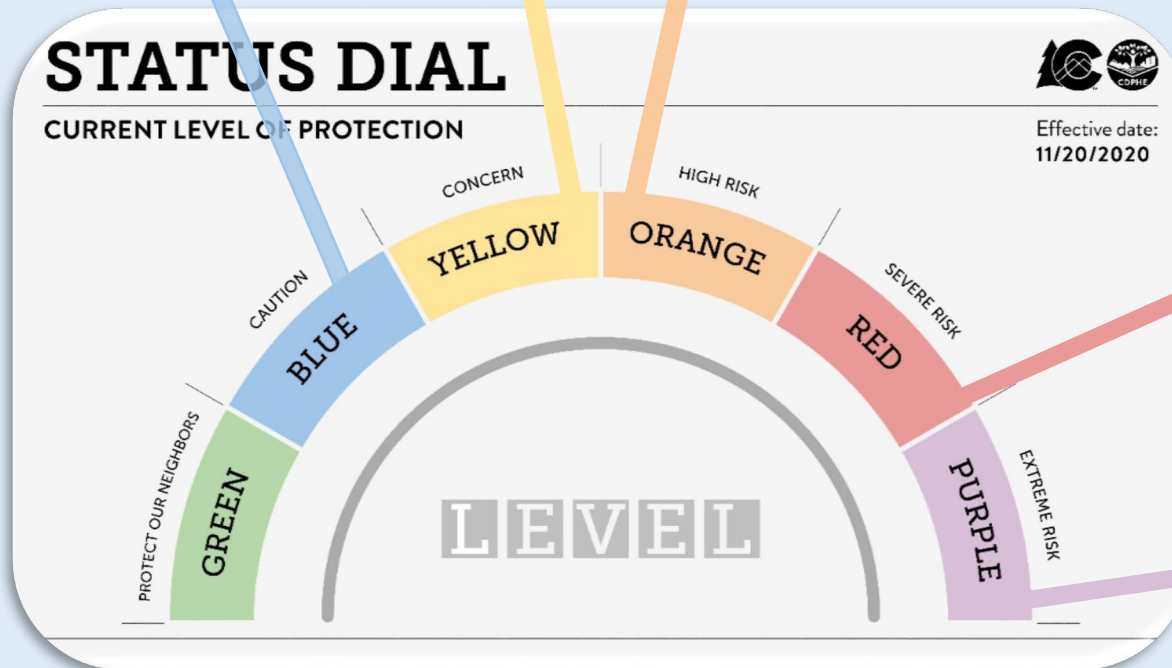 STATUS DIAL
CDPHE
CURRENT LEVEL OF PROTECTION
Effective date:
11/20/2020
PROTECT OUR NEIGHBORS
CAUTION
CONCERN
HIGH RISK
SEVERE RISK
EXTREME RISK
GREEN
BLUE
YELLOW
ORANGE
RED
PURPLE
LEVEL